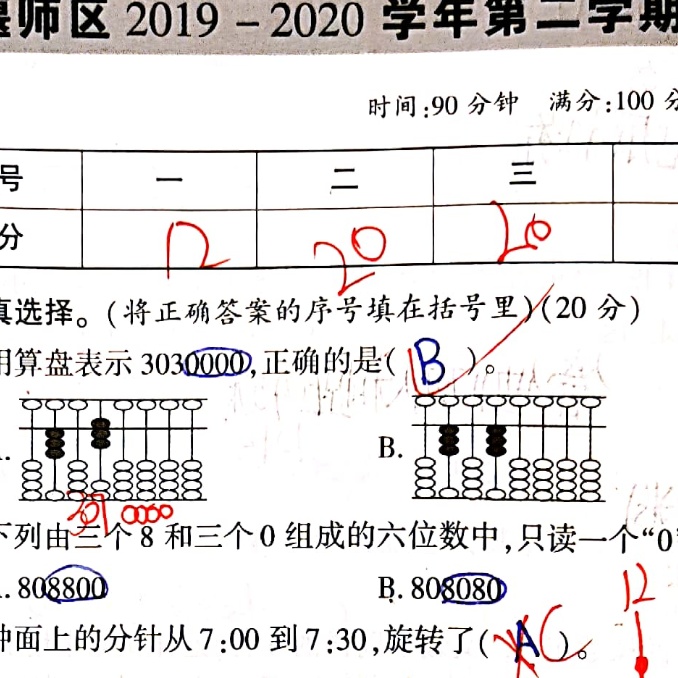 师区 2019－2020 学年第二学期
时间:90 分钟 满分:100 分
号 一 二 三
分 12 20 20
真选择。(将正确答案的序号填在括号里)(20 分)
用算盘表示 3030000,正确的是( B )。
. B.
301 0000
下列由三个 8 和三个 0 组成的六位数中,只读一个“0”
. 808800 B. 808080
12
钟面上的分针从 7:00 到 7:30,旋转了( A C )。